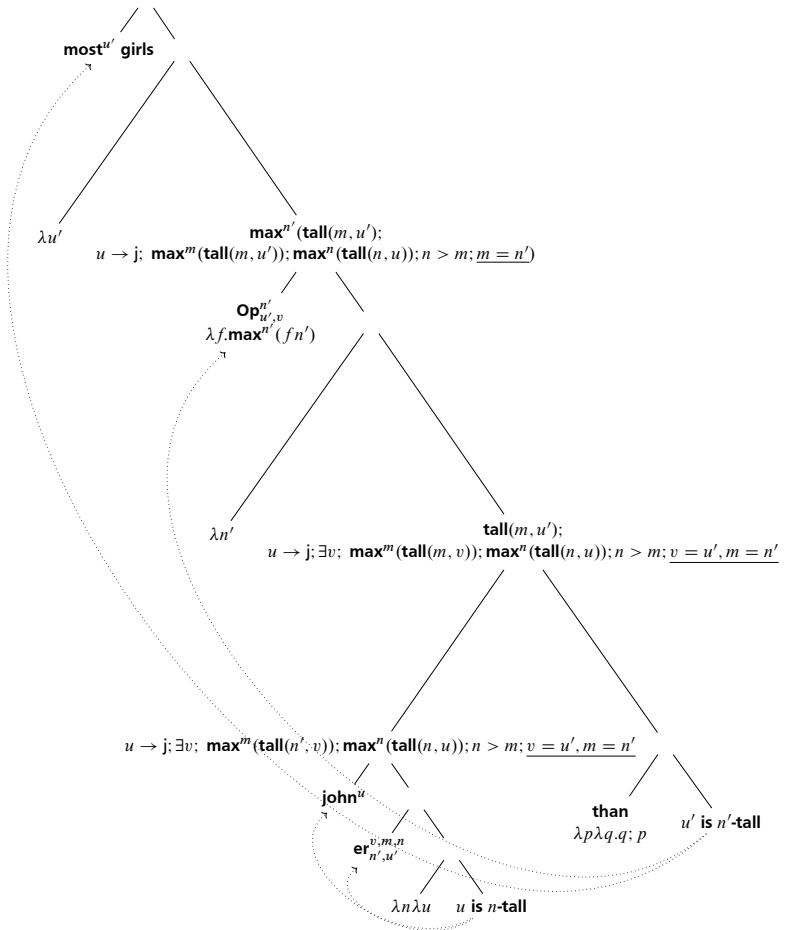 most^{u′} girls
λu′
max^{n′}(tall(m, u′);
u → j; max^m(tall(m, u′)); max^n(tall(n, u)); n > m; m = n′)
Op^{n′}_{u′,v}
λf.max^{n′}(f n′)
λn′
tall(m, u′);
u → j; ∃v; max^m(tall(m, v)); max^n(tall(n, u)); n > m; v = u′, m = n′
u → j; ∃v; max^m(tall(n′, v)); max^n(tall(n, u)); n > m; v = u′, m = n′
john^u
than
λpλq.q; p
u′ is n′-tall
er^{v,m,n}_{n′,u′}
λnλu
u is n-tall